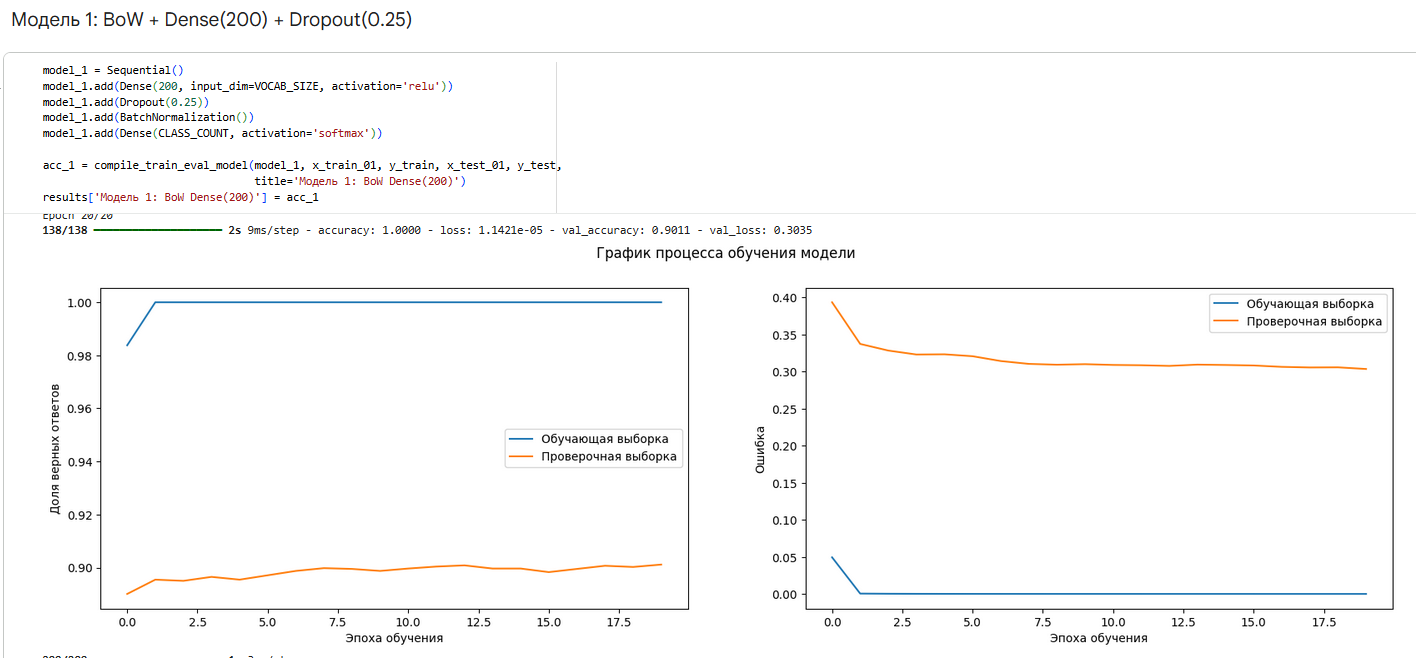 Модель 1: BoW + Dense(200) + Dropout(0.25)
model_1 = Sequential()
model_1.add(Dense(200, input_dim=VOCAB_SIZE, activation='relu'))
model_1.add(Dropout(0.25))
model_1.add(BatchNormalization())
model_1.add(Dense(CLASS_COUNT, activation='softmax'))
acc_1 = compile_train_eval_model(model_1, x_train_01, y_train, x_test_01, y_test,
title='Модель 1: BoW Dense(200)')
results['Модель 1: BoW Dense(200)'] = acc_1
Epoch 20/20
138/138 2s 9ms/step - accuracy: 1.0000 - loss: 1.1421e-05 - val_accuracy: 0.9011 - val_loss: 0.3035
График процесса обучения модели
Доля верных ответов
1.00
0.98
0.96
0.94
0.92
0.90
Обучающая выборка
Проверочная выборка
0.0 2.5 5.0 7.5 10.0 12.5 15.0 17.5
Эпоха обучения
Ошибка
0.40
0.35
0.30
0.25
0.20
0.15
0.10
0.05
0.00
Обучающая выборка
Проверочная выборка
0.0 2.5 5.0 7.5 10.0 12.5 15.0 17.5
Эпоха обучения